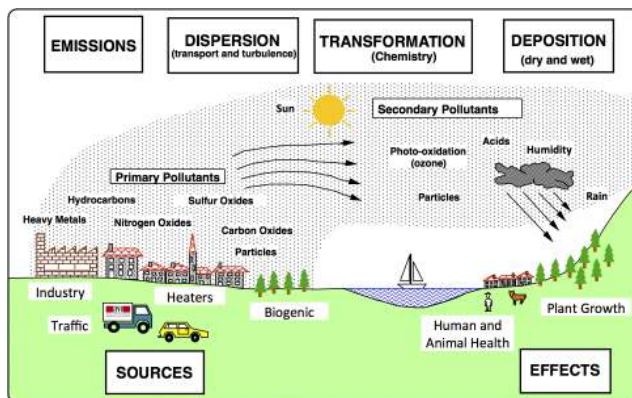 EMISSIONS
DISPERSION
(transport and turbulence)
TRANSFORMATION
(Chemistry)
DEPOSITION
(dry and wet)
Sun
Secondary Pollutants
Photo-oxidation
(ozone)
Acids
Humidity
Primary Pollutants
Particles
Rain
Hydrocarbons
Sulfur Oxides
Heavy Metals
Nitrogen Oxides
Carbon Oxides
Particles
Industry
Heaters
Biogenic
Plant Growth
Traffic
Human and
Animal Health
SOURCES
EFFECTS